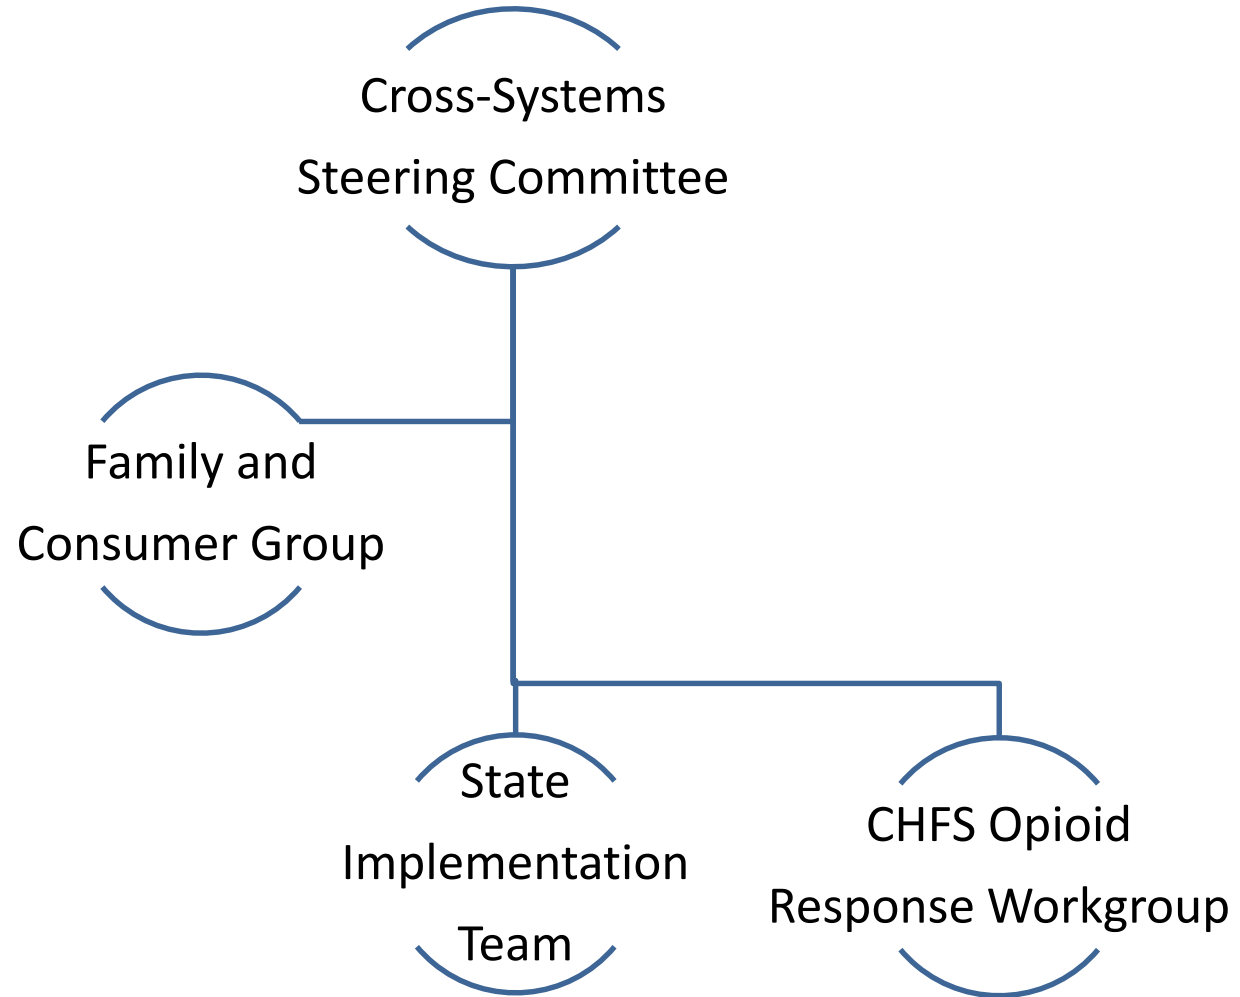 Cross-Systems
Steering Committee
Family and
Consumer Group
State
Implementation
Team
CHFS Opioid
Response Workgroup